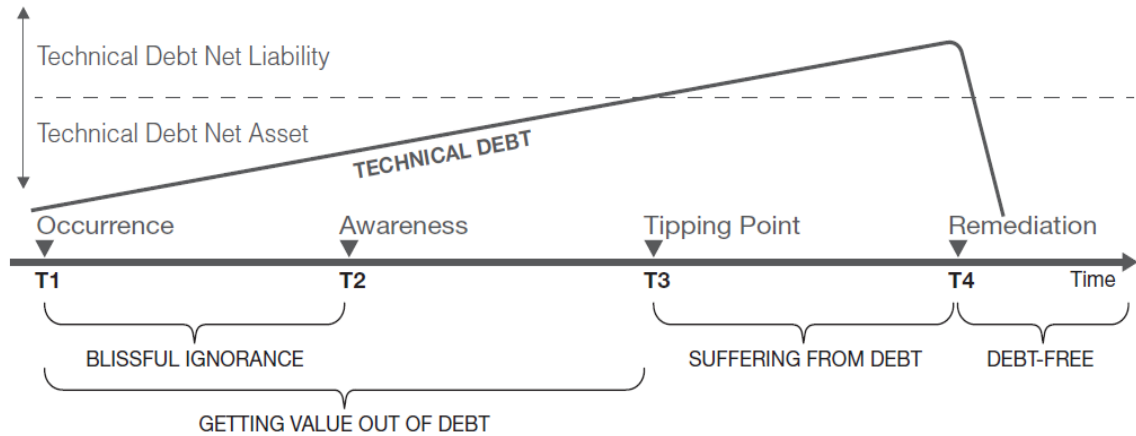 Technical Debt Net Liability
Technical Debt Net Asset
TECHNICAL DEBT
Occurrence
Awareness
Tipping Point
Remediation
T1
T2
T3
T4
Time
BLISSFUL IGNORANCE
SUFFERING FROM DEBT
DEBT-FREE
GETTING VALUE OUT OF DEBT